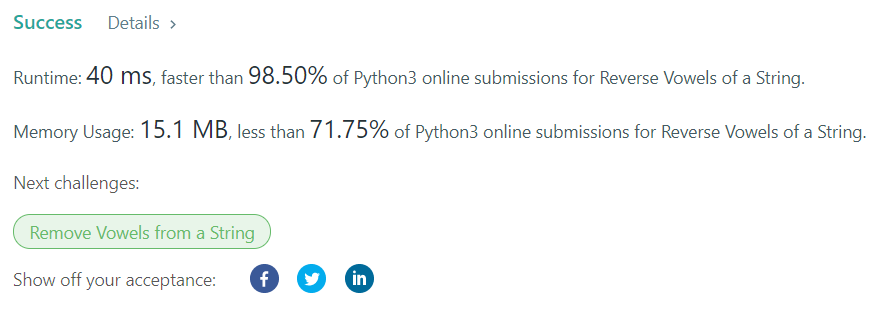 Success Details >
Runtime: 40 ms, faster than 98.50% of Python3 online submissions for Reverse Vowels of a String.
Memory Usage: 15.1 MB, less than 71.75% of Python3 online submissions for Reverse Vowels of a String.
Next challenges:
Remove Vowels from a String
Show off your acceptance: f in